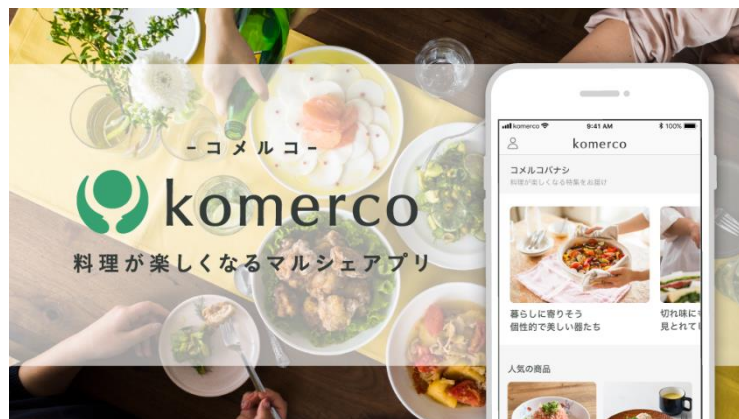 -コメルコ-
komerco
料理が楽しくなるマルシェアプリ
komerco
9:41 AM
100%
komerco
コメルコバナシ
料理が楽しくなる特集をお届け
暮らしに寄りそう
個性的で美しい器たち
切れ味に
見とれてし
人気の商品